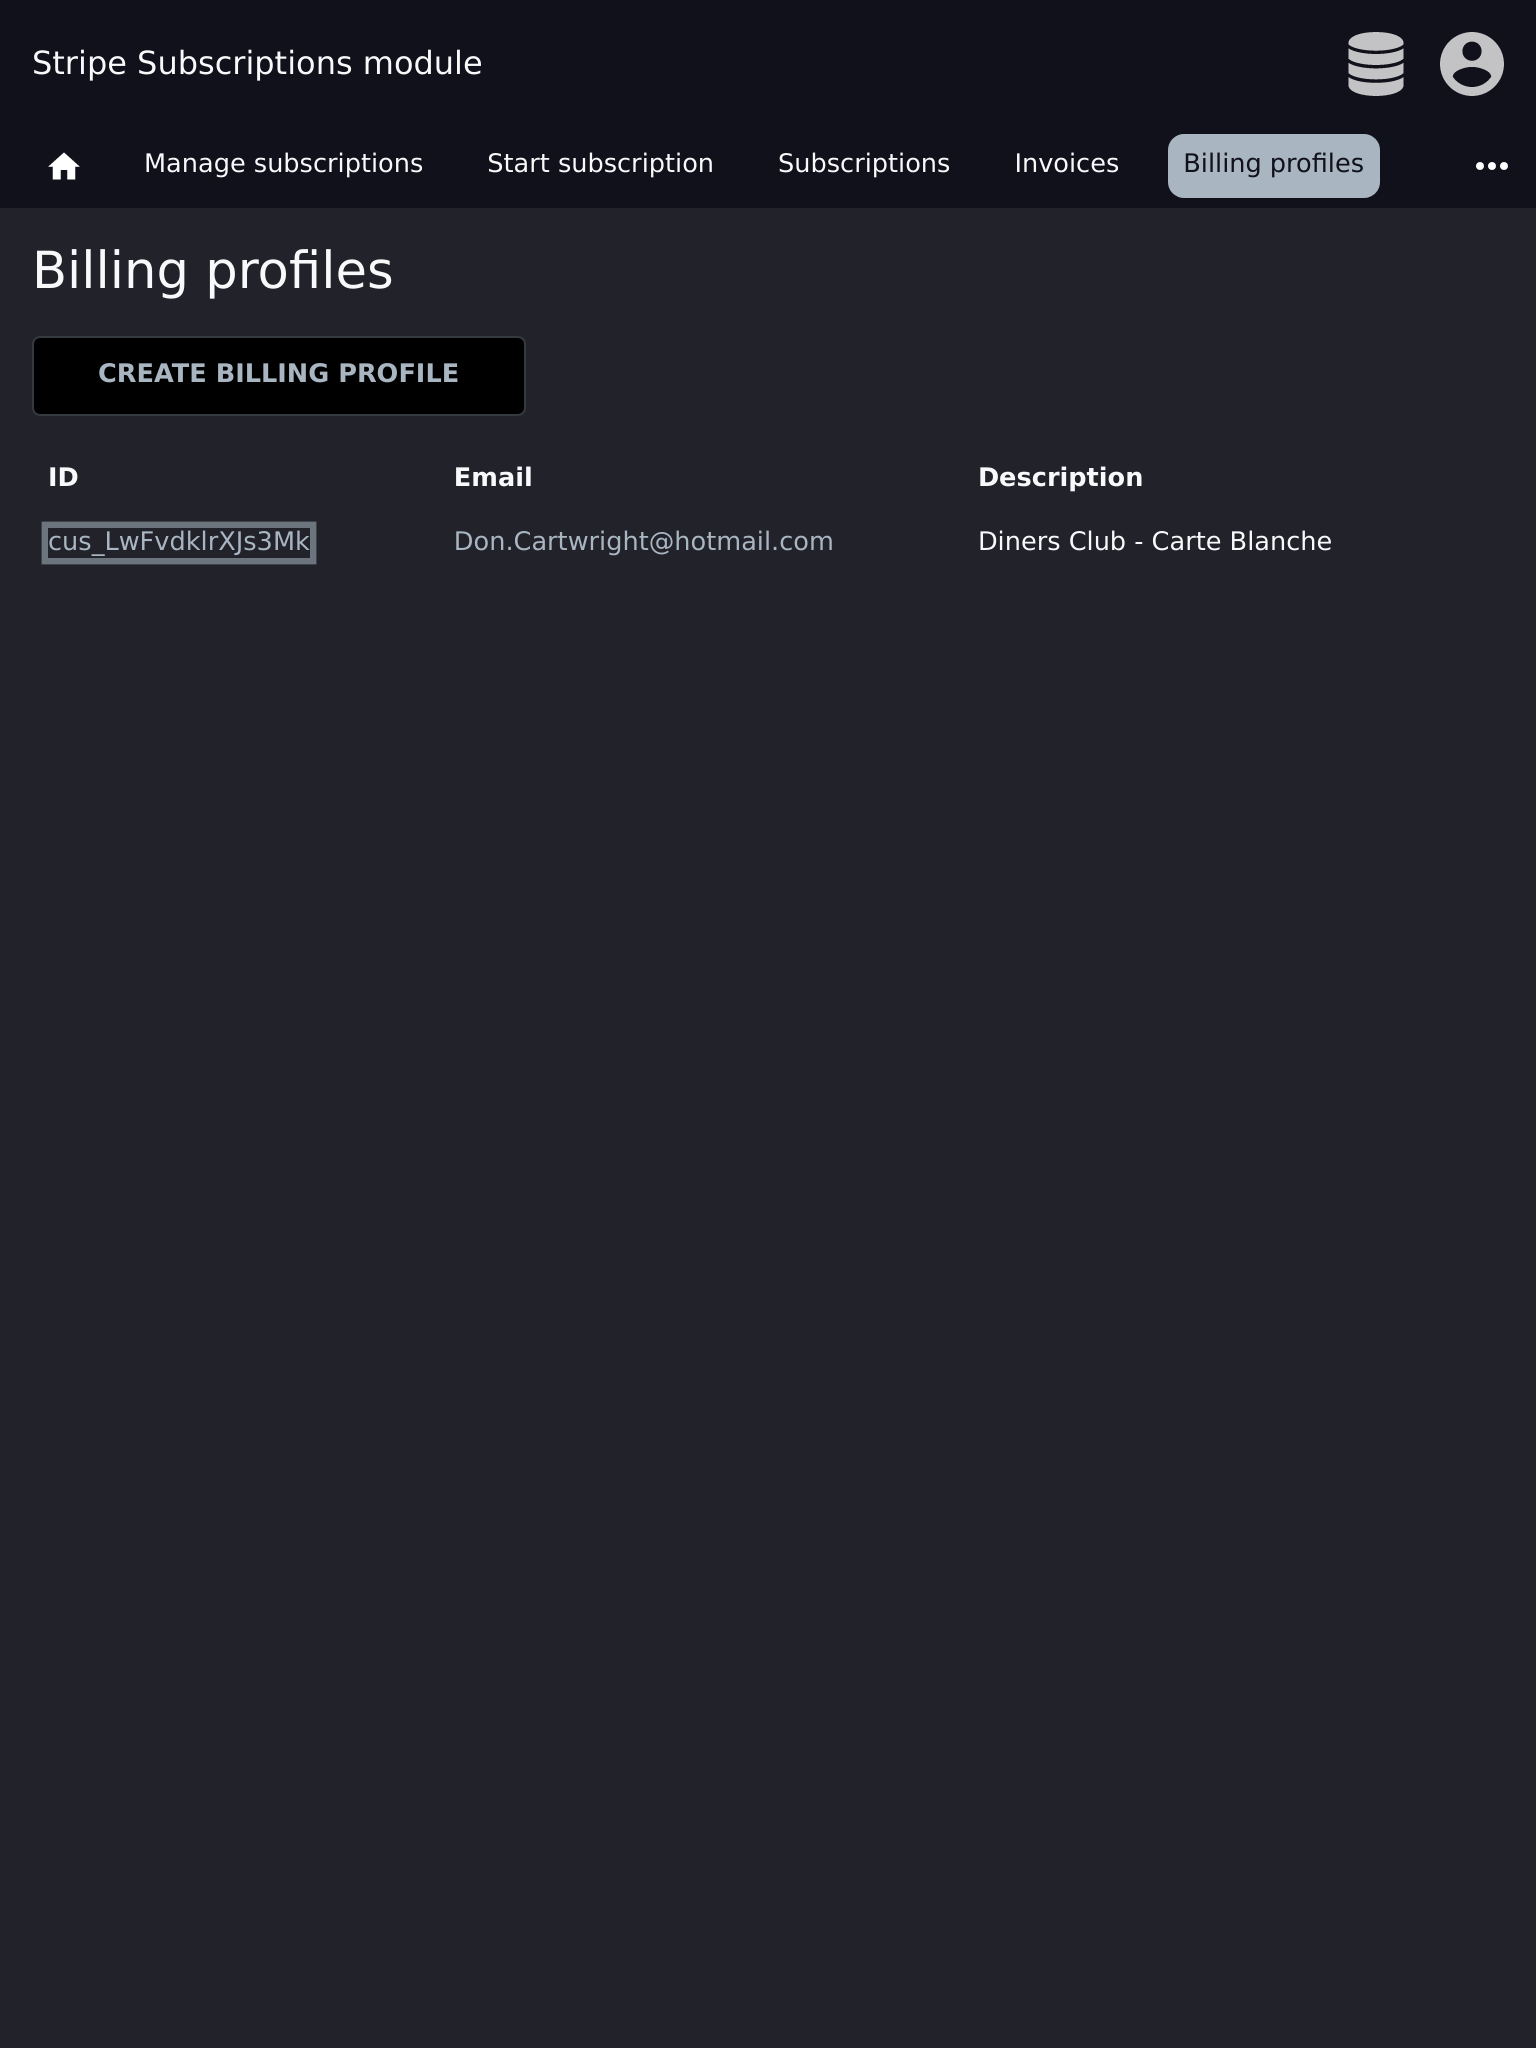 Stripe Subscriptions module
Manage subscriptions Start subscription Subscriptions Invoices Billing profiles
Billing profiles
CREATE BILLING PROFILE
ID Email Description
cus_LwFvdklrXJs3Mk Don.Cartwright@hotmail.com Diners Club - Carte Blanche